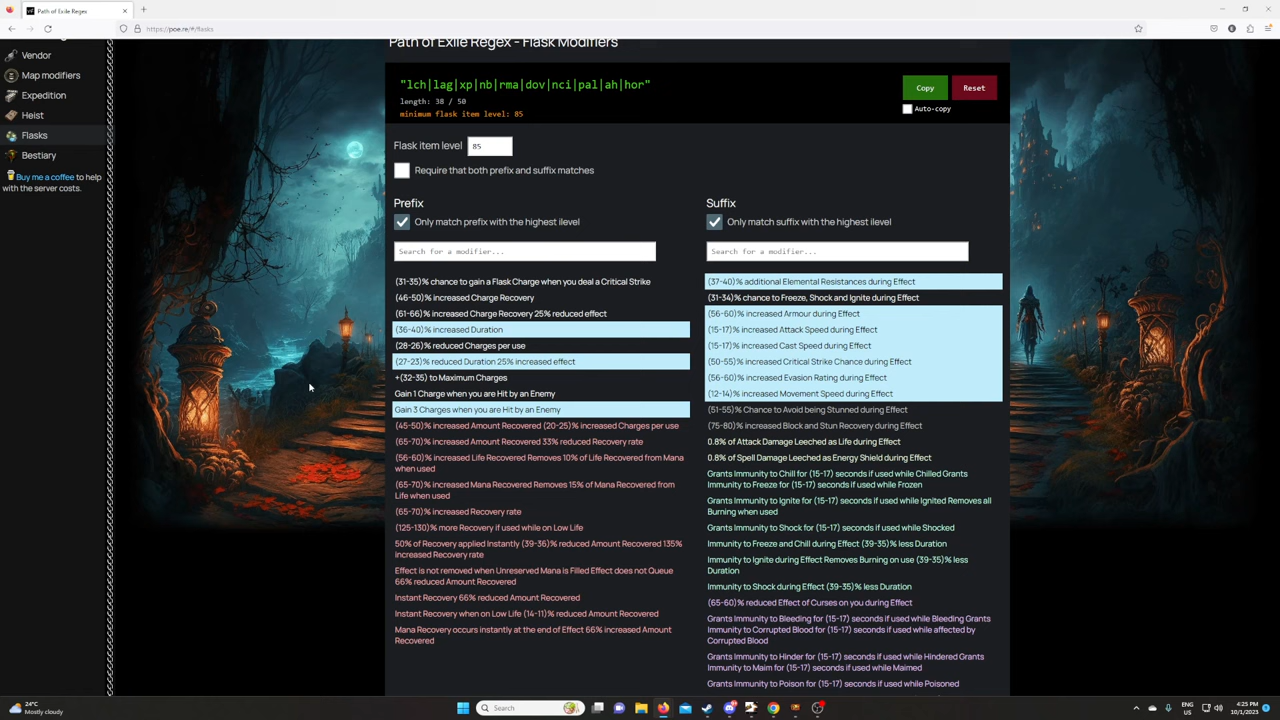 Path of Exile Regex
https://poe.re/#/flasks
Vendor
Map modifiers
Expedition
Heist
Flasks
Bestiary
Buy me a coffee to help
with the server costs.
Path of Exile Regex - Flask Modifiers
"lch|lag|xp|nb|rma|dov|nci|pal|ah|hor"
length: 38 / 50
minimum flask item level: 85
Copy
Reset
Auto-copy
Flask item level
85
Require that both prefix and suffix matches
Prefix
Only match prefix with the highest ilevel
Search for a modifier...
(31-35)% chance to gain a Flask Charge when you deal a Critical Strike
(46-50)% increased Charge Recovery
(61-66)% increased Charge Recovery 25% reduced effect
(36-40)% increased Duration
(28-26)% reduced Charges per use
(27-23)% reduced Duration 25% increased effect
+(32-35) to Maximum Charges
Gain 1 Charge when you are Hit by an Enemy
Gain 3 Charges when you are Hit by an Enemy
(45-50)% increased Amount Recovered (20-25)% increased Charges per use
(65-70)% increased Amount Recovered 33% reduced Recovery rate
(56-60)% increased Life Recovered Removes 10% of Life Recovered from Mana
when used
(65-70)% increased Mana Recovered Removes 15% of Mana Recovered from
Life when used
(65-70)% increased Recovery rate
(125-130)% more Recovery if used while on Low Life
50% of Recovery applied Instantly (39-36)% reduced Amount Recovered 135%
increased Recovery rate
Effect is not removed when Unreserved Mana is Filled Effect does not Queue
66% reduced Amount Recovered
Instant Recovery 66% reduced Amount Recovered
Instant Recovery when on Low Life (14-11)% reduced Amount Recovered
Mana Recovery occurs instantly at the end of Effect 66% increased Amount
Recovered
Suffix
Only match suffix with the highest ilevel
Search for a modifier...
(37-40)% additional Elemental Resistances during Effect
(31-34)% chance to Freeze, Shock and Ignite during Effect
(56-60)% increased Armour during Effect
(15-17)% increased Attack Speed during Effect
(15-17)% increased Cast Speed during Effect
(50-55)% increased Critical Strike Chance during Effect
(56-60)% increased Evasion Rating during Effect
(12-14)% increased Movement Speed during Effect
(51-55)% Chance to Avoid being Stunned during Effect
(75-80)% increased Block and Stun Recovery during Effect
0.8% of Attack Damage Leeched as Life during Effect
0.8% of Spell Damage Leeched as Energy Shield during Effect
Grants Immunity to Chill for (15-17) seconds if used while Chilled Grants
Immunity to Freeze for (15-17) seconds if used while Frozen
Grants Immunity to Ignite for (15-17) seconds if used while Ignited Removes all
Burning when used
Grants Immunity to Shock for (15-17) seconds if used while Shocked
Immunity to Freeze and Chill during Effect (39-35)% less Duration
Immunity to Ignite during Effect Removes Burning on use (39-35)% less
Duration
Immunity to Shock during Effect (39-35)% less Duration
(65-60)% reduced Effect of Curses on you during Effect
Grants Immunity to Bleeding for (15-17) seconds if used while Bleeding Grants
Immunity to Corrupted Blood for (15-17) seconds if used while affected by
Corrupted Blood
Grants Immunity to Hinder for (15-17) seconds if used while Hindered Grants
Immunity to Maim for (15-17) seconds if used while Maimed
Grants Immunity to Poison for (15-17) seconds if used while Poisoned
24°C
Mostly cloudy
Search
ENG
US
4:25 PM
10/1/2023